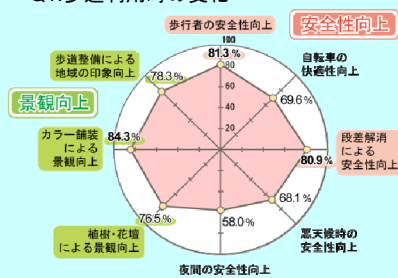 歩行者の安全性向上
安全性向上
100
81.3%
80
60
40
20
歩道整備による
地域の印象向上
78.3%
自転車の
快適性向上
69.6%
景観向上
カラー舗装
による
景観向上
84.3%
段差解消
による
安全性向上
80.9%
植樹・花壇
による景観向上
76.5%
58.0%
68.1%
悪天候時の
安全性向上
夜間の安全性向上